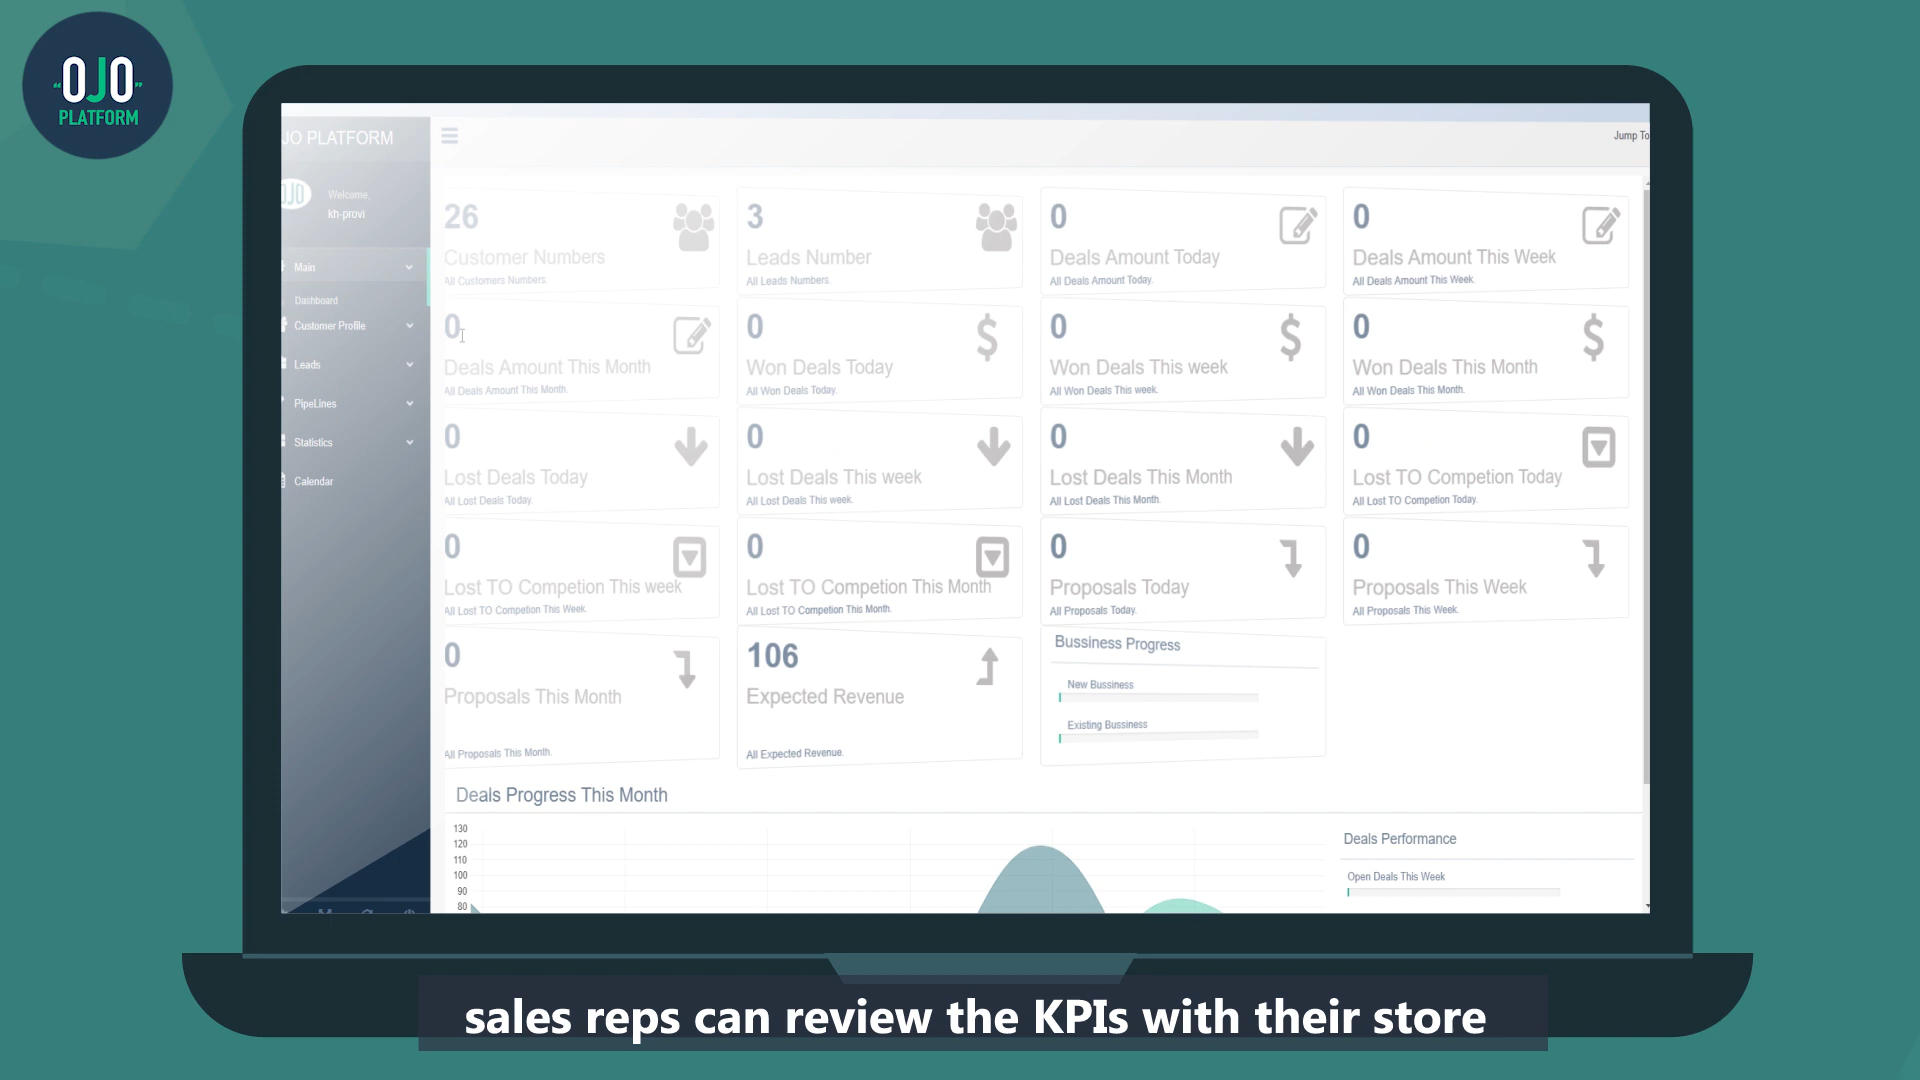 "OJO"
PLATFORM
JO PLATFORM
Jump To
OJO
Welcome,
kh-provi
Main
Dashboard
Customer Profile
Leads
PipeLines
Statistics
Calendar
26
Customer Numbers
All Customers Numbers.
3
Leads Number
All Leads Numbers.
0
Deals Amount Today
All Deals Amount Today.
0
Deals Amount This Week
All Deals Amount This Week.
0
Deals Amount This Month
All Deals Amount This Month.
0
Won Deals Today
All Won Deals Today.
0
Won Deals This week
All Won Deals This week.
0
Won Deals This Month
All Won Deals This Month.
0
Lost Deals Today
All Lost Deals Today.
0
Lost Deals This week
All Lost Deals This week.
0
Lost Deals This Month
All Lost Deals This Month.
0
Lost TO Competion Today
All Lost TO Competion Today.
0
Lost TO Competion This week
All Lost TO Competion This Week.
0
Lost TO Competion This Month
All Lost TO Competion This Month.
0
Proposals Today
All Proposals Today.
0
Proposals This Week
All Proposals This Week.
0
Proposals This Month
All Proposals This Month.
106
Expected Revenue
All Expected Revenue.
Bussiness Progress
New Bussiness
Existing Bussiness
Deals Progress This Month
130
120
110
100
90
80
Deals Performance
Open Deals This Week
sales reps can review the KPIs with their store